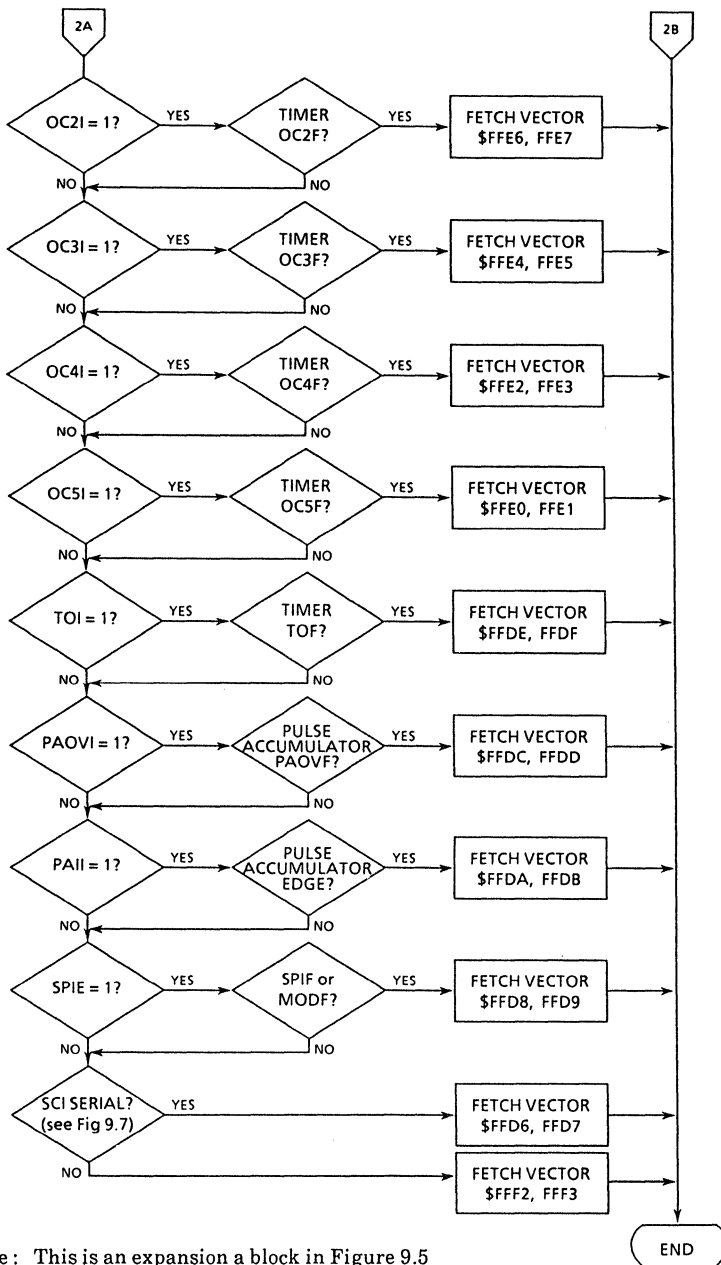 2A
2B
OC2I = 1?
YES
TIMER
OC2F?
YES
FETCH VECTOR
$FFE6, FFE7
NO
NO
OC3I = 1?
YES
TIMER
OC3F?
YES
FETCH VECTOR
$FFE4, FFE5
NO
NO
OC4I = 1?
YES
TIMER
OC4F?
YES
FETCH VECTOR
$FFE2, FFE3
NO
NO
OC5I = 1?
YES
TIMER
OC5F?
YES
FETCH VECTOR
$FFE0, FFE1
NO
NO
TOI = 1?
YES
TIMER
TOF?
YES
FETCH VECTOR
$FFDE, FFDF
NO
NO
PAOVI = 1?
YES
PULSE
ACCUMULATOR
PAOVF?
YES
FETCH VECTOR
$FFDC, FFDD
NO
NO
PAII = 1?
YES
PULSE
ACCUMULATOR
EDGE?
YES
FETCH VECTOR
$FFDA, FFDB
NO
NO
SPIE = 1?
YES
SPIF or
MODF?
YES
FETCH VECTOR
$FFD8, FFD9
NO
NO
SCI SERIAL?
(see Fig 9.7)
YES
FETCH VECTOR
$FFD6, FFD7
NO
FETCH VECTOR
$FFF2, FFF3
END
e: This is an expansion a block in Figure 9.5